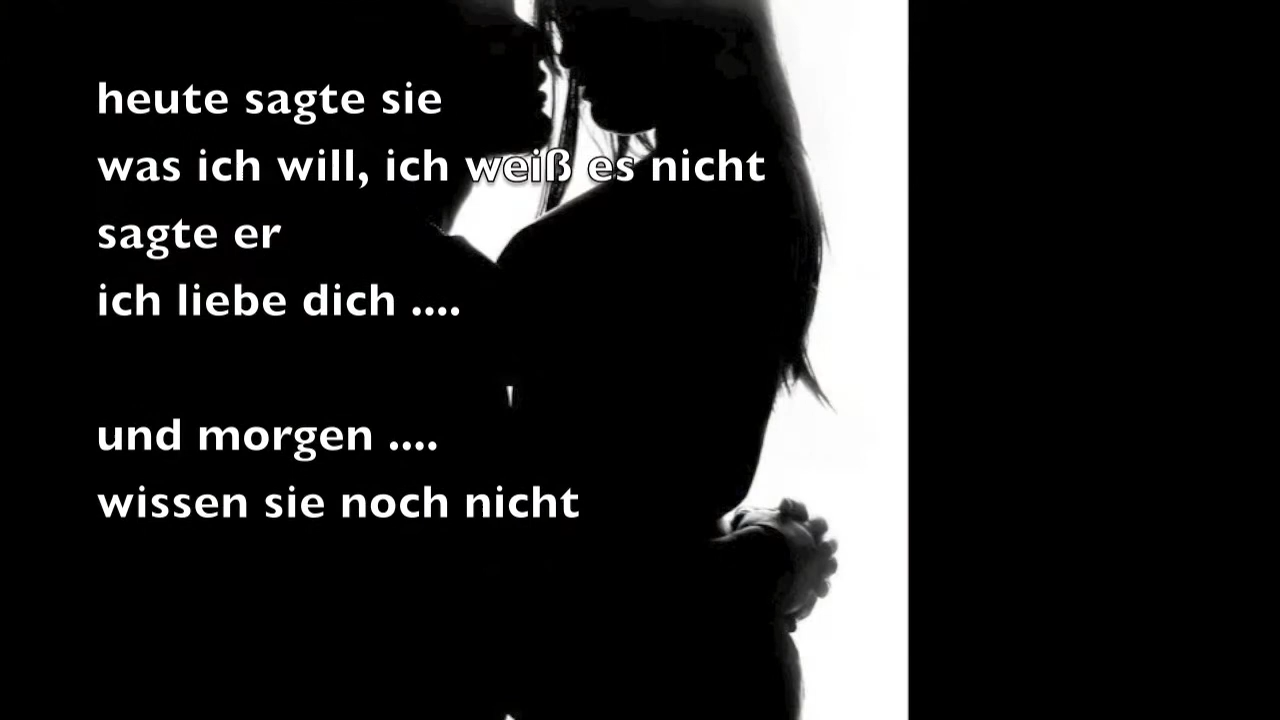 heute sagte sie
was ich will, ich weiß es nicht
sagte er
ich liebe dich ....
und morgen ....
wissen sie noch nicht